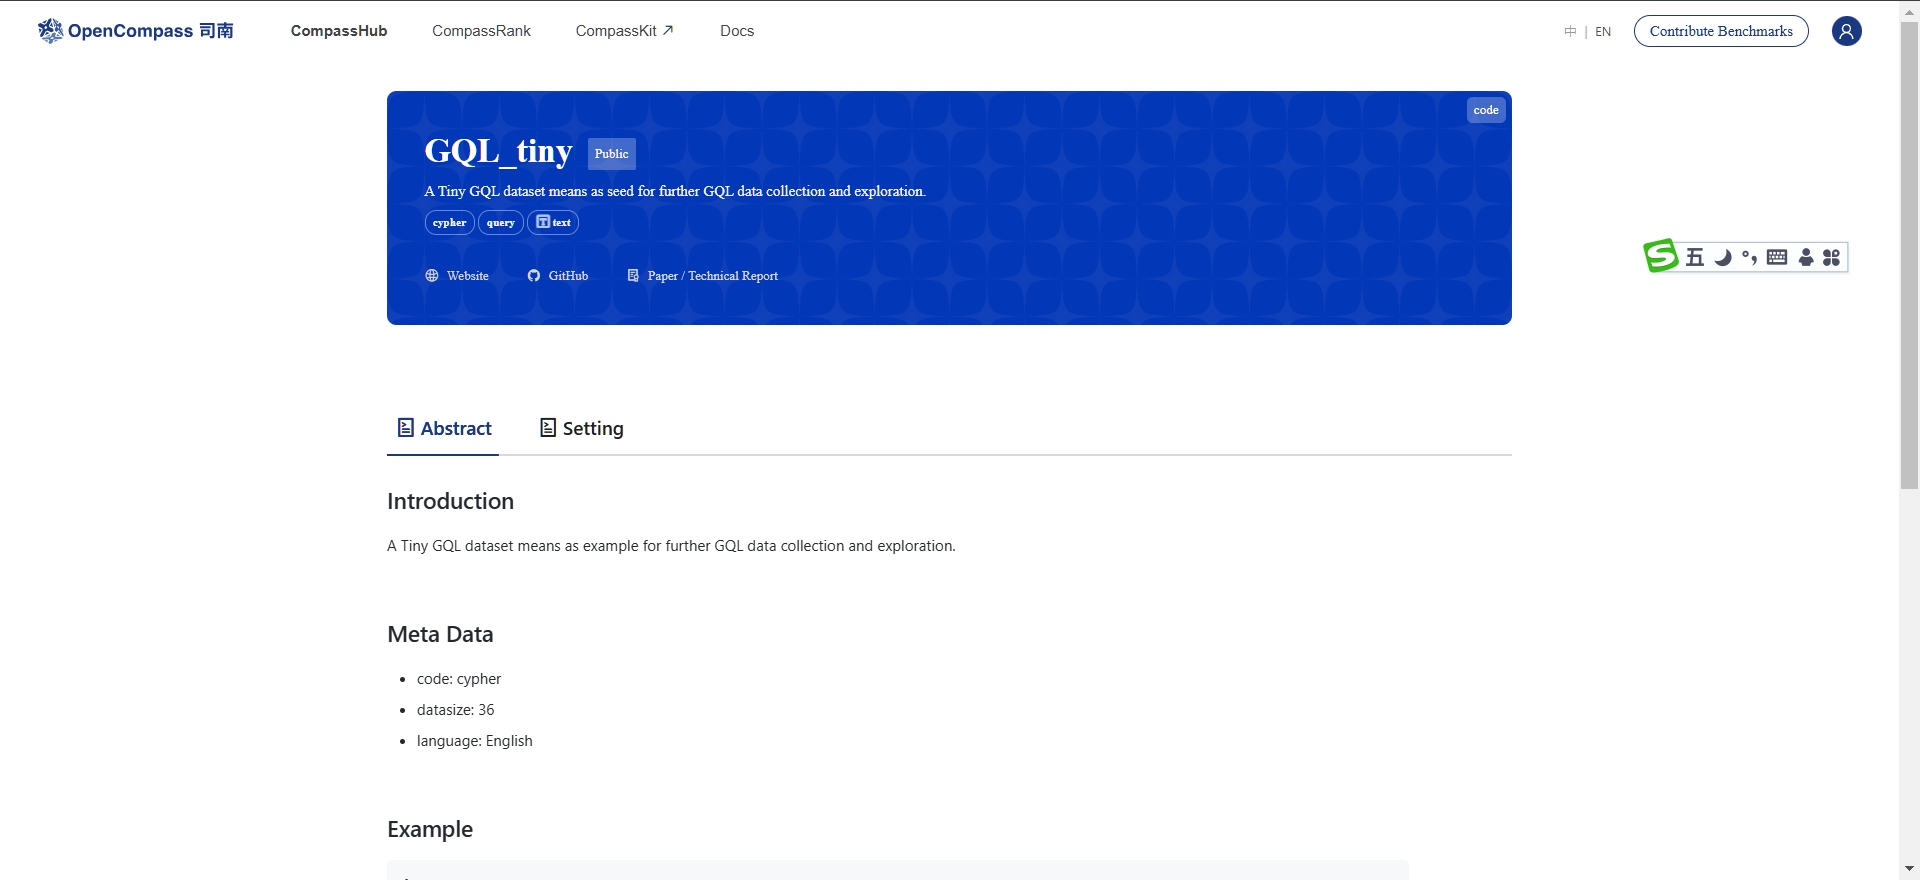 OpenCompass 司南
CompassHub
CompassRank
CompassKit
Docs
中 | EN
Contribute Benchmarks
code
GQL_tiny
Public
A Tiny GQL dataset means as seed for further GQL data collection and exploration.
cypher
query
text
Website
GitHub
Paper / Technical Report
五
Abstract
Setting
Introduction
A Tiny GQL dataset means as example for further GQL data collection and exploration.
Meta Data
code: cypher
datasize: 36
language: English
Example